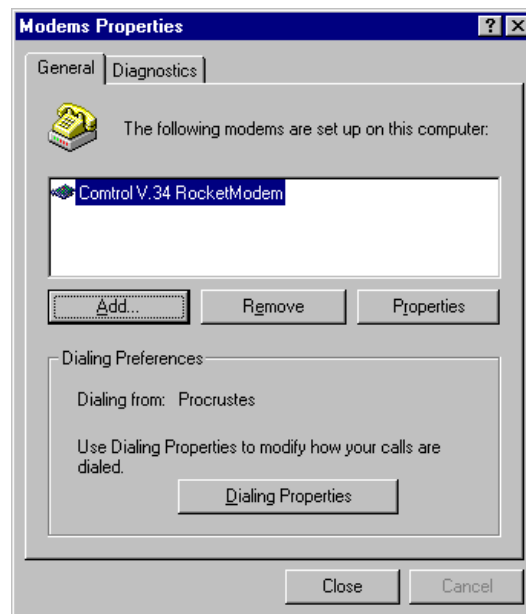 Modems Properties
General Diagnostics
The following modems are set up on this computer:
Comtrol V.34 RocketModem
Add... Remove Properties
Dialing Preferences
Dialing from: Procrustes
Use Dialing Properties to modify how your calls are
dialed.
Dialing Properties
Close Cancel